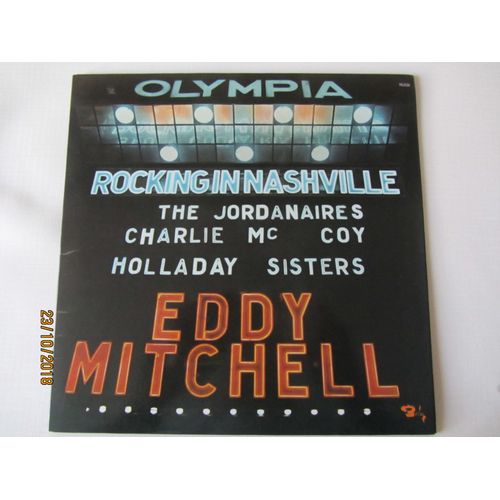 OLYMPIA
ROCKING IN NASHVILLE
THE JORDANAIRES
CHARLIE Mc COY
HOLLADAY SISTERS
EDDY
MITCHELL
23/10/2018